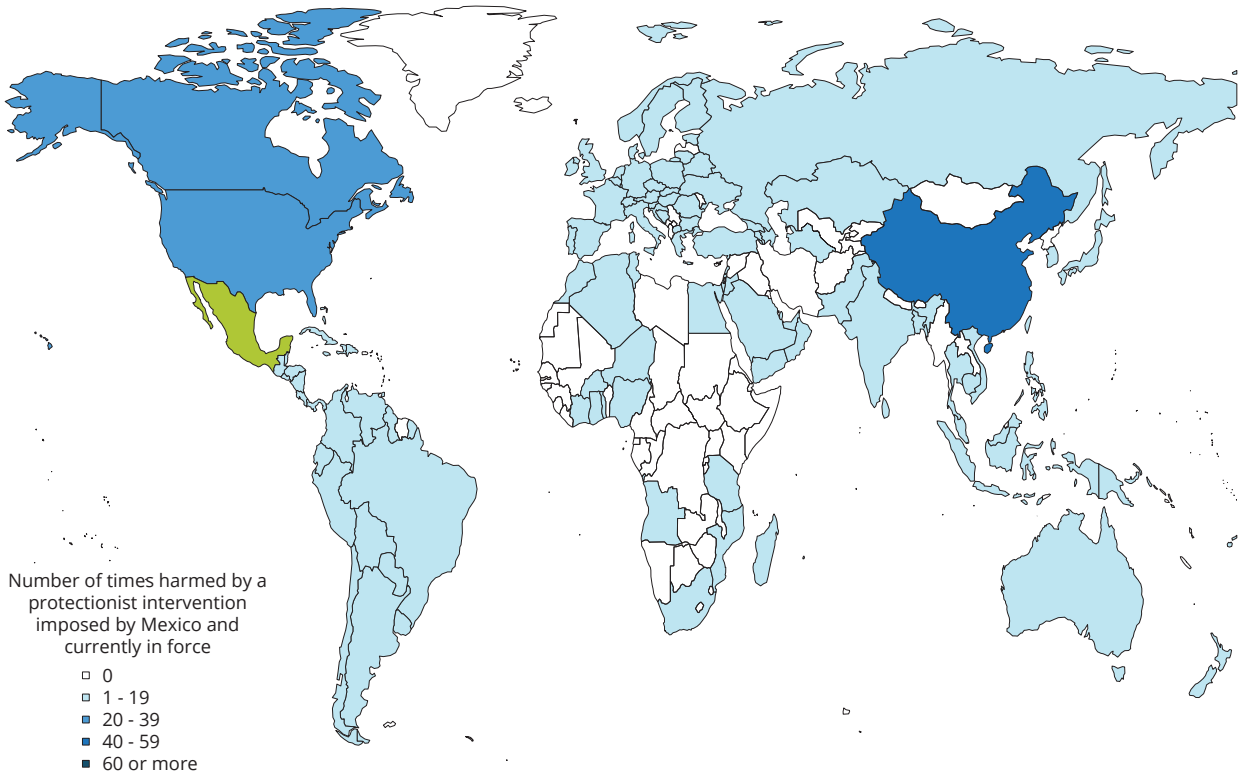 Number of times harmed by a
protectionist intervention
imposed by Mexico and
currently in force
0
1 - 19
20 - 39
40 - 59
60 or more